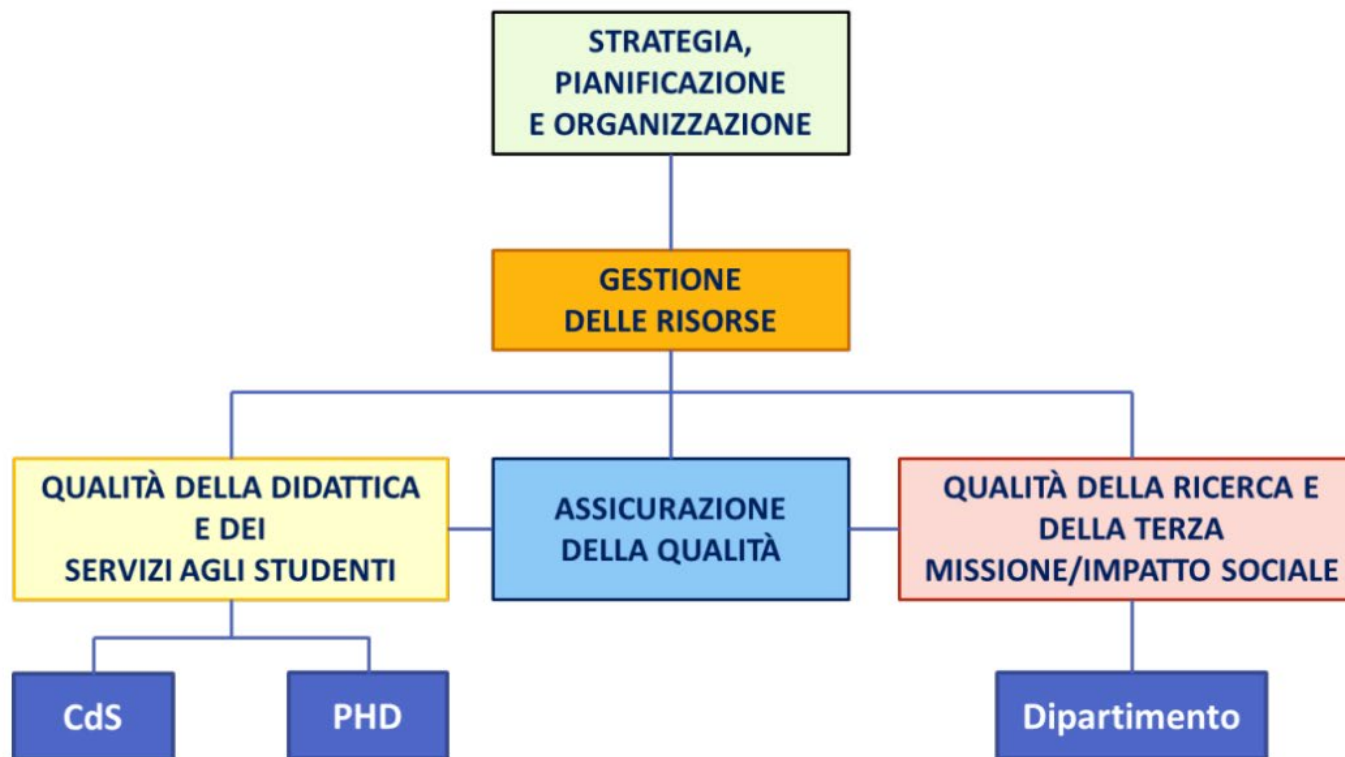 STRATEGIA,
PIANIFICAZIONE
E ORGANIZZAZIONE
GESTIONE
DELLE RISORSE
QUALITÀ DELLA DIDATTICA
E DEI
SERVIZI AGLI STUDENTI
ASSICURAZIONE
DELLA QUALITÀ
QUALITÀ DELLA RICERCA E
DELLA TERZA
MISSIONE/IMPATTO SOCIALE
CdS
PHD
Dipartimento